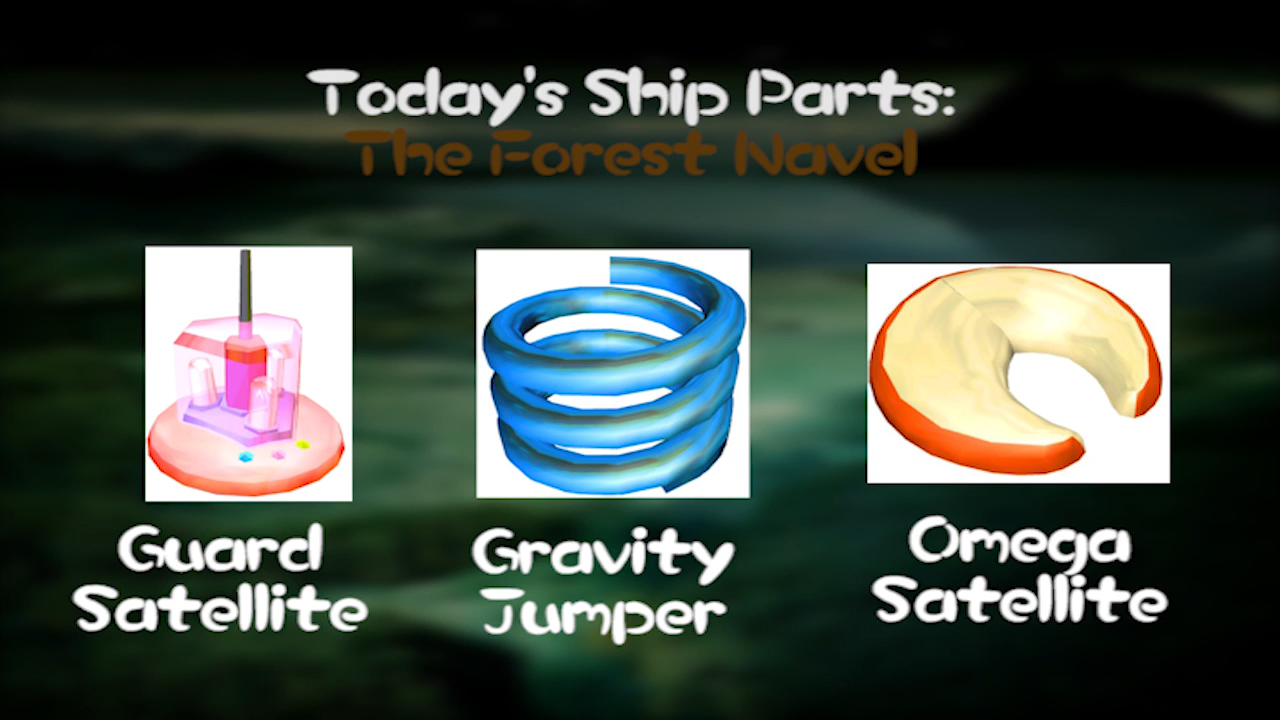 Today's Ship Parts:
The Forest Navel
Guard
Satellite
Gravity
Jumper
Omega
Satellite